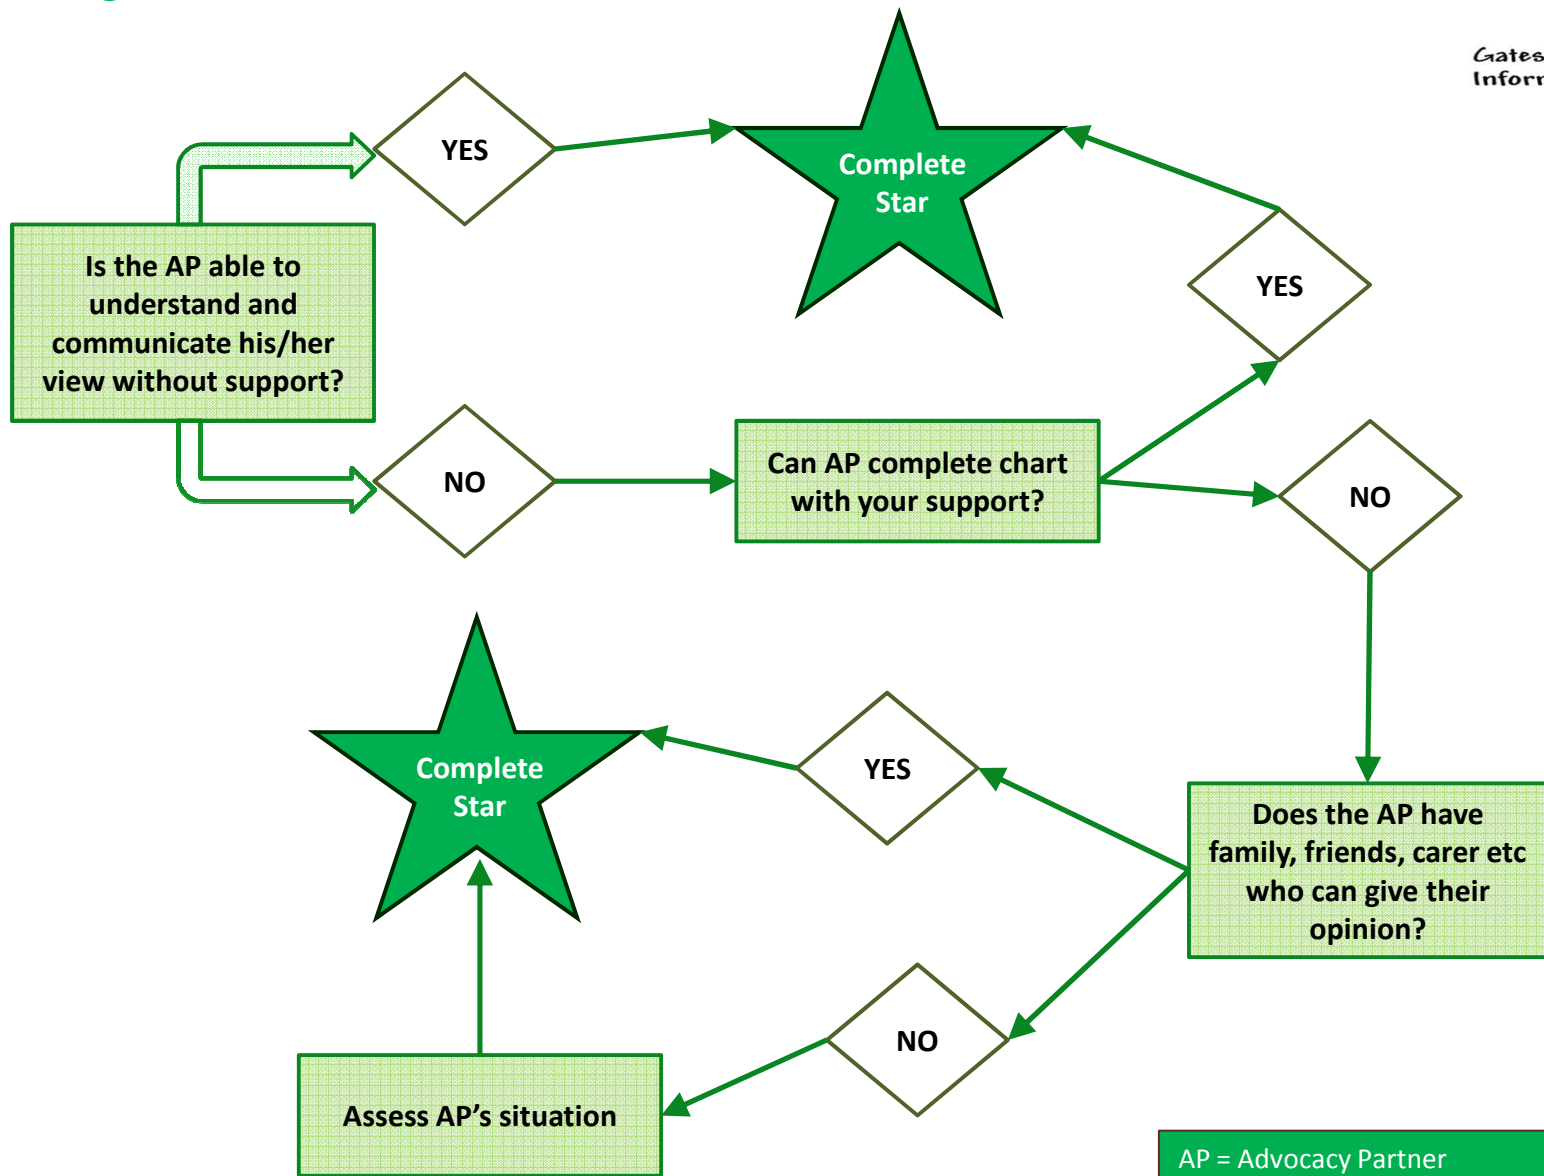 YES
Complete
Star
Is the AP able to
understand and
communicate his/her
view without support?
YES
NO
Can AP complete chart
with your support?
NO
Complete
Star
YES
Does the AP have
family, friends, carer etc
who can give their
opinion?
NO
Assess AP’s situation
AP = Advocacy Partner